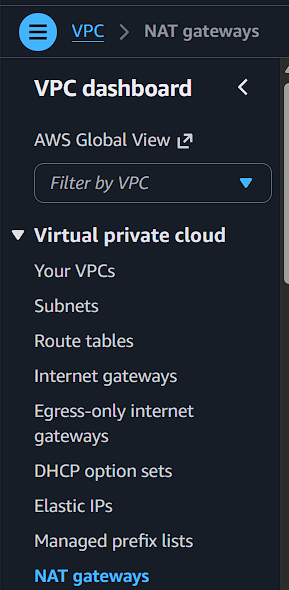 VPC > NAT gateways
VPC dashboard
AWS Global View
Filter by VPC
Virtual private cloud
Your VPCs
Subnets
Route tables
Internet gateways
Egress-only internet
gateways
DHCP option sets
Elastic IPs
Managed prefix lists
NAT gateways